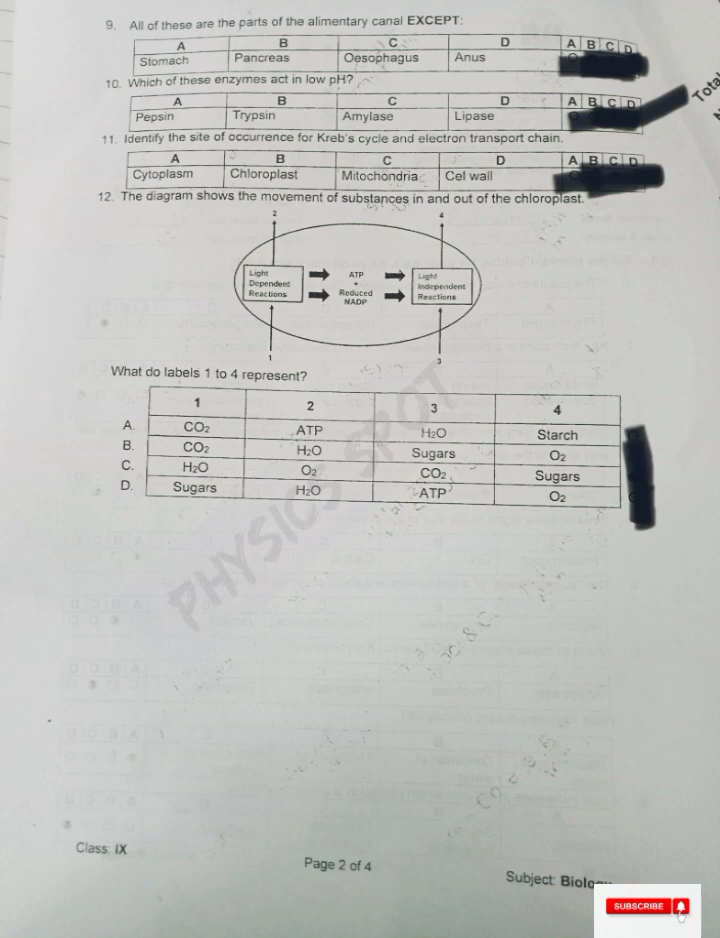 9. All of these are the parts of the alimentary canal EXCEPT:
A B C D A B C D
Stomach Pancreas Oesophagus Anus
10. Which of these enzymes act in low pH?
A B C D A B C D
Pepsin Trypsin Amylase Lipase
11. Identify the site of occurrence for Kreb's cycle and electron transport chain.
A B C D A B C D
Cytoplasm Chloroplast Mitochondria Cel wall
12. The diagram shows the movement of substances in and out of the chloroplast.
2 4
Light Dependent Reactions ATP + Reduced NADP Light Independent Reactions
1 3
What do labels 1 to 4 represent?
1 2 3 4
A. CO₂ ATP H₂O Starch
B. CO₂ H₂O Sugars O₂
C. H₂O O₂ CO₂ Sugars
D. Sugars H₂O ATP O₂
PHYSICS SPOT
Class: IX
Page 2 of 4
Subject:
SUBSCRIBE